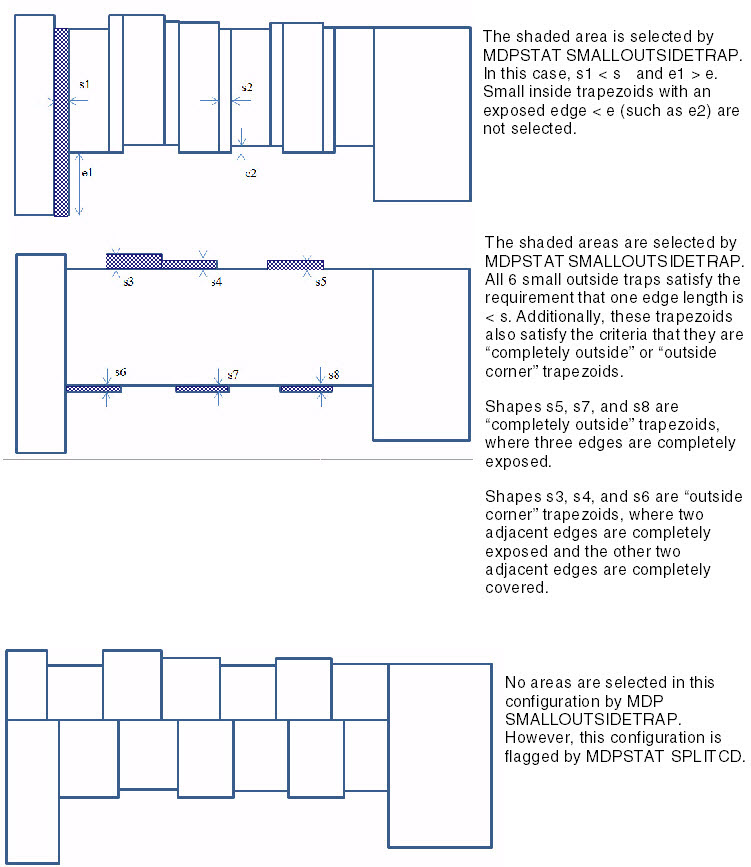 The shaded area is selected by
MDPSTAT SMALLOUTSIDETRAP.
In this case, s1 < s and e1 > e.
Small inside trapezoids with an
exposed edge < e (such as e2) are
not selected.
s1
s2
e1
e2
The shaded areas are selected by
MDPSTAT SMALLOUTSIDETRAP.
All 6 small outside traps satisfy the
requirement that one edge length is
< s. Additionally, these trapezoids
also satisfy the criteria that they are
“completely outside” or “outside
corner” trapezoids.
Shapes s5, s7, and s8 are
“completely outside” trapezoids,
where three edges are completely
exposed.
Shapes s3, s4, and s6 are “outside
corner” trapezoids, where two
adjacent edges are completely
exposed and the other two
adjacent edges are completely
covered.
s3
s4
s5
s6
s7
s8
No areas are selected in this
configuration by MDP
SMALLOUTSIDETRAP.
However, this configuration is
flagged by MDPSTAT SPLITCD.